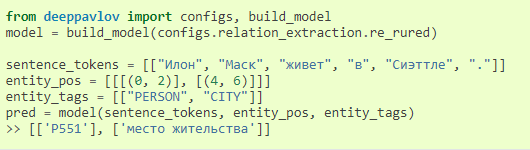 from deeppavlov import configs, build_model
model = build_model(configs.relation_extraction.re_rured)
sentence_tokens = [["Илон", "Маск", "живет", "в", "Сиэттле", "."]]
entity_pos = [[[(0, 2)], [(4, 6)]]]
entity_tags = [["PERSON", "CITY"]]
pred = model(sentence_tokens, entity_pos, entity_tags)
>> [['P551'], ['место жительства']]